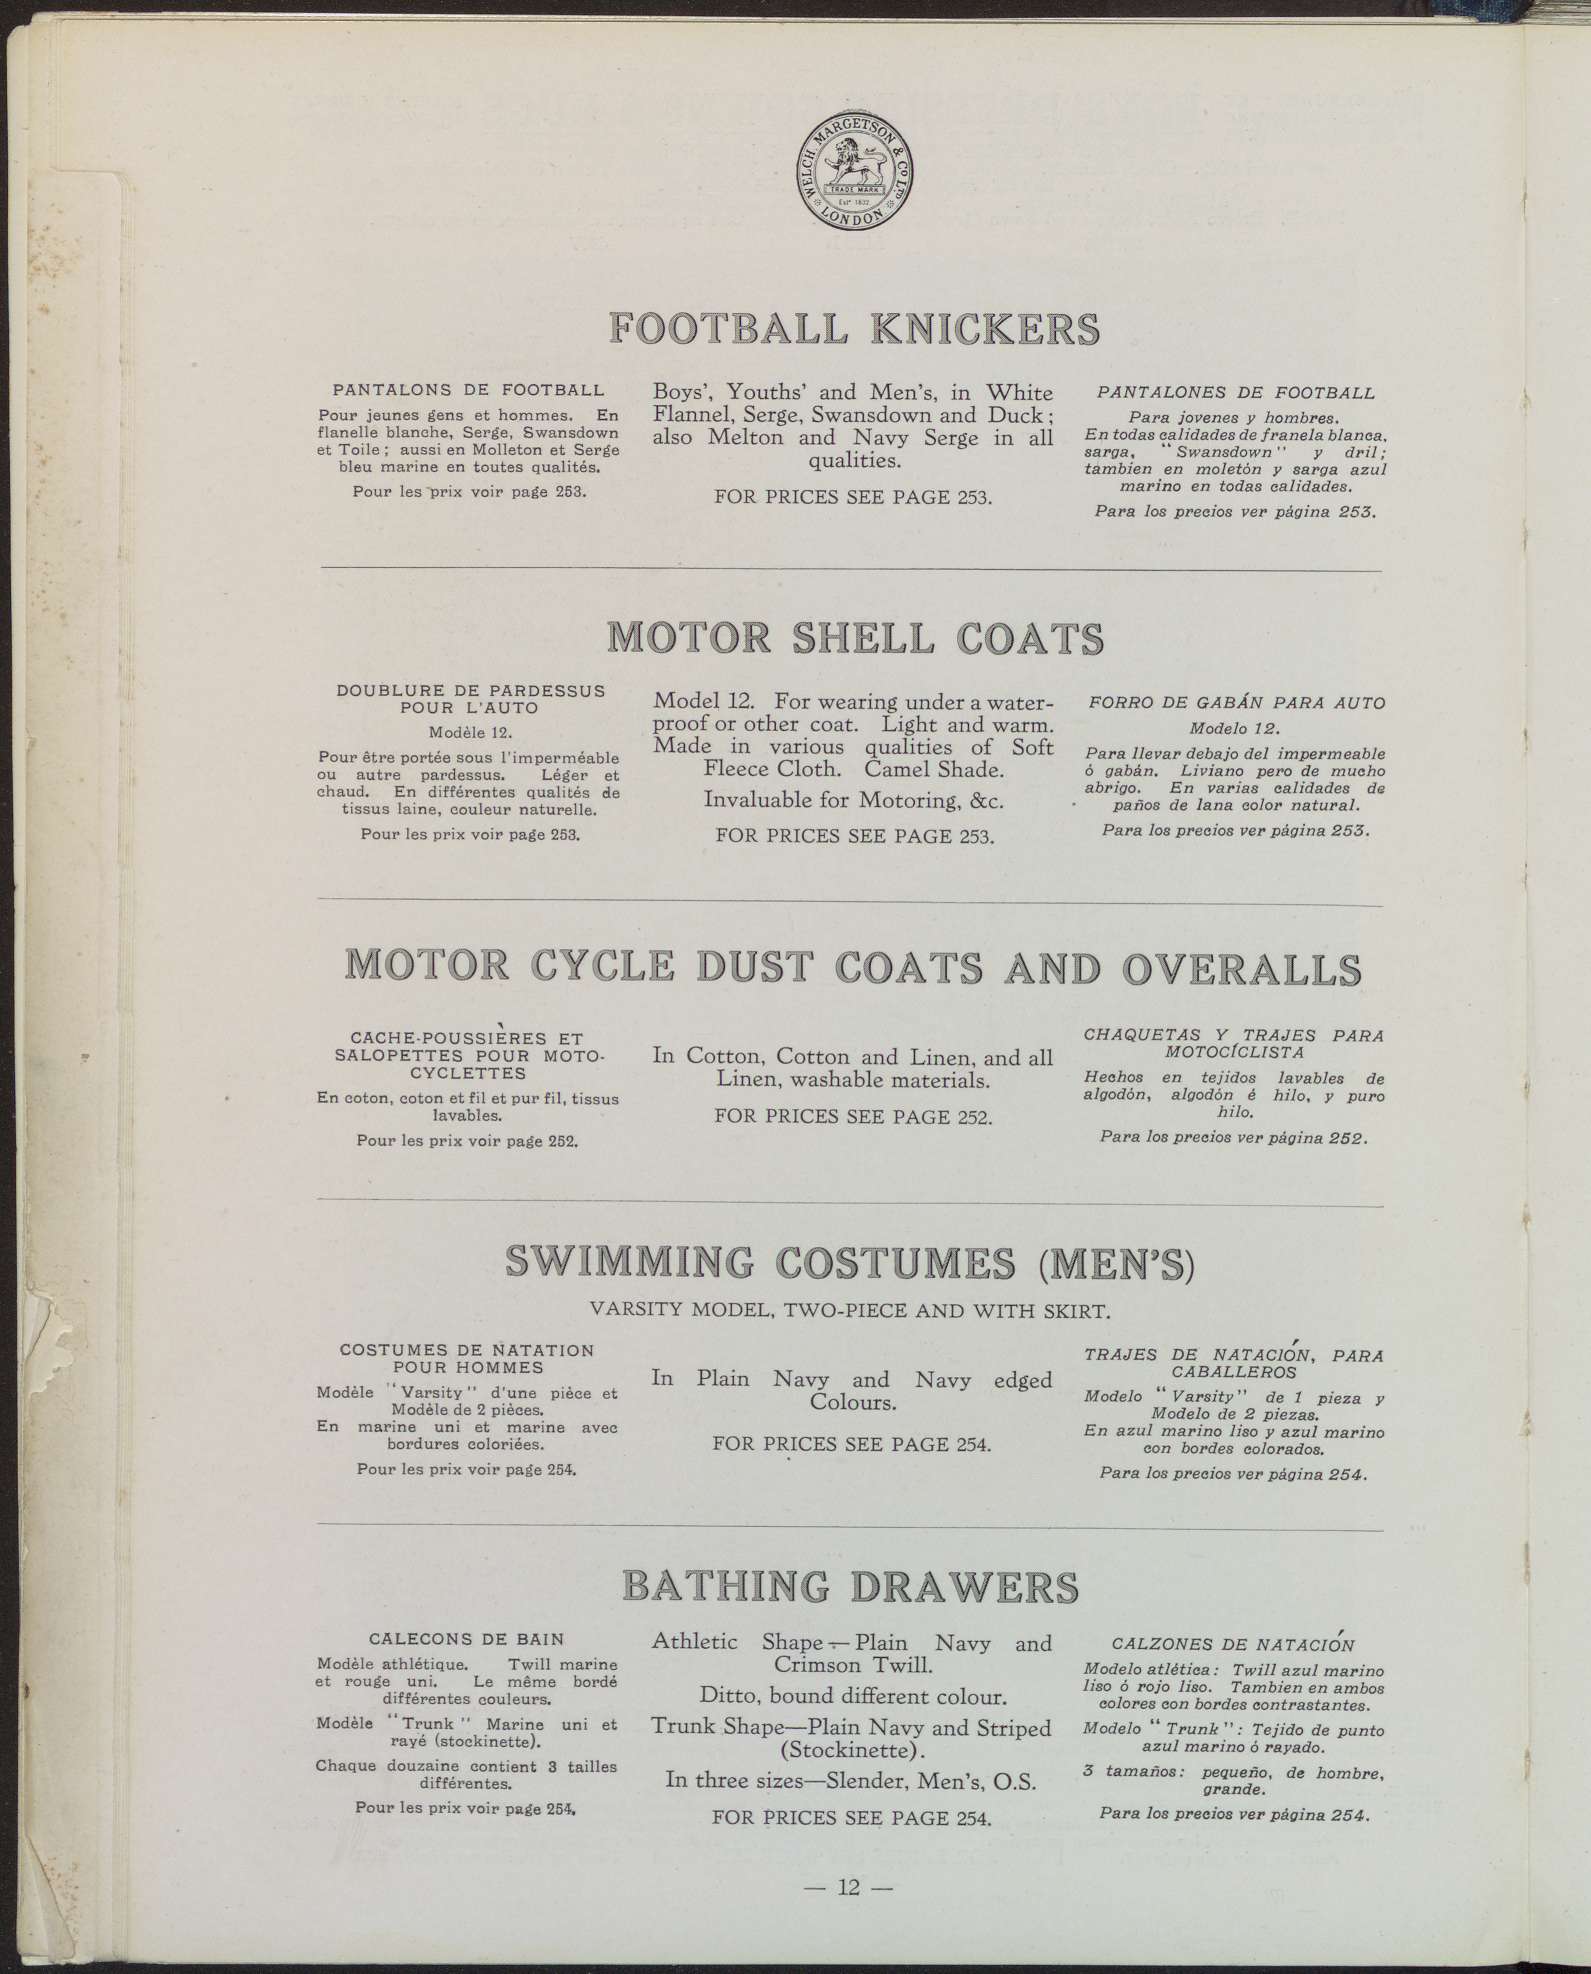 WELCH, MARGETSON & Co LTD
TRADE MARK
Estd 1832
LONDON
FOOTBALL KNICKERS
PANTALONS DE FOOTBALL
Pour jeunes gens et hommes. En
flanelle blanche, Serge, Swansdown
et Toile; aussi en Molleton et Serge
bleu marine en toutes qualités.
Pour les prix voir page 253.
Boys', Youths' and Men's, in White
Flannel, Serge, Swansdown and Duck;
also Melton and Navy Serge in all
qualities.
FOR PRICES SEE PAGE 253.
PANTALONES DE FOOTBALL
Para jovenes y hombres.
En todas calidades de franela blanca,
sarga, "Swansdown" y dril;
tambien en moletón y sarga azul
marino en todas calidades.
Para los precios ver página 253.
MOTOR SHELL COATS
DOUBLURE DE PARDESSUS
POUR L'AUTO
Modèle 12.
Pour être portée sous l'imperméable
ou autre pardessus. Léger et
chaud. En différentes qualités de
tissus laine, couleur naturelle.
Pour les prix voir page 253.
Model 12. For wearing under a water-
proof or other coat. Light and warm.
Made in various qualities of Soft
Fleece Cloth. Camel Shade.
Invaluable for Motoring, &c.
FOR PRICES SEE PAGE 253.
FORRO DE GABÁN PARA AUTO
Modelo 12.
Para llevar debajo del impermeable
ó gabán. Liviano pero de mucho
abrigo. En varias calidades de
paños de lana color natural.
Para los precios ver página 253.
MOTOR CYCLE DUST COATS AND OVERALLS
CACHE-POUSSIÈRES ET
SALOPETTES POUR MOTO-
CYCLETTES
En coton, coton et fil et pur fil, tissus
lavables.
Pour les prix voir page 252.
In Cotton, Cotton and Linen, and all
Linen, washable materials.
FOR PRICES SEE PAGE 252.
CHAQUETAS Y TRAJES PARA
MOTOCÍCLISTA
Hechos en tejidos lavables de
algodón, algodón é hilo, y puro
hilo.
Para los precios ver página 252.
SWIMMING COSTUMES (MEN'S)
VARSITY MODEL, TWO-PIECE AND WITH SKIRT.
COSTUMES DE NATATION
POUR HOMMES
Modèle "Varsity" d'une pièce et
Modèle de 2 pièces.
En marine uni et marine avec
bordures coloriées.
Pour les prix voir page 254.
In Plain Navy and Navy edged
Colours.
FOR PRICES SEE PAGE 254.
TRAJES DE NATACIÓN, PARA
CABALLEROS
Modelo "Varsity" de 1 pieza y
Modelo de 2 piezas.
En azul marino liso y azul marino
con bordes colorados.
Para los precios ver página 254.
BATHING DRAWERS
CALECONS DE BAIN
Modèle athlétique. Twill marine
et rouge uni. Le même bordé
différentes couleurs.
Modèle "Trunk" Marine uni et
rayé (stockinette).
Chaque douzaine contient 3 tailles
différentes.
Pour les prix voir page 254.
Athletic Shape—Plain Navy and
Crimson Twill.
Ditto, bound different colour.
Trunk Shape—Plain Navy and Striped
(Stockinette).
In three sizes—Slender, Men's, O.S.
FOR PRICES SEE PAGE 254.
CALZONES DE NATACIÓN
Modelo atlética: Twill azul marino
liso ó rojo liso. Tambien en ambos
colores con bordes contrastantes.
Modelo "Trunk": Tejido de punto
azul marino ó rayado.
3 tamaños: pequeño, de hombre,
grande.
Para los precios ver página 254.
— 12 —